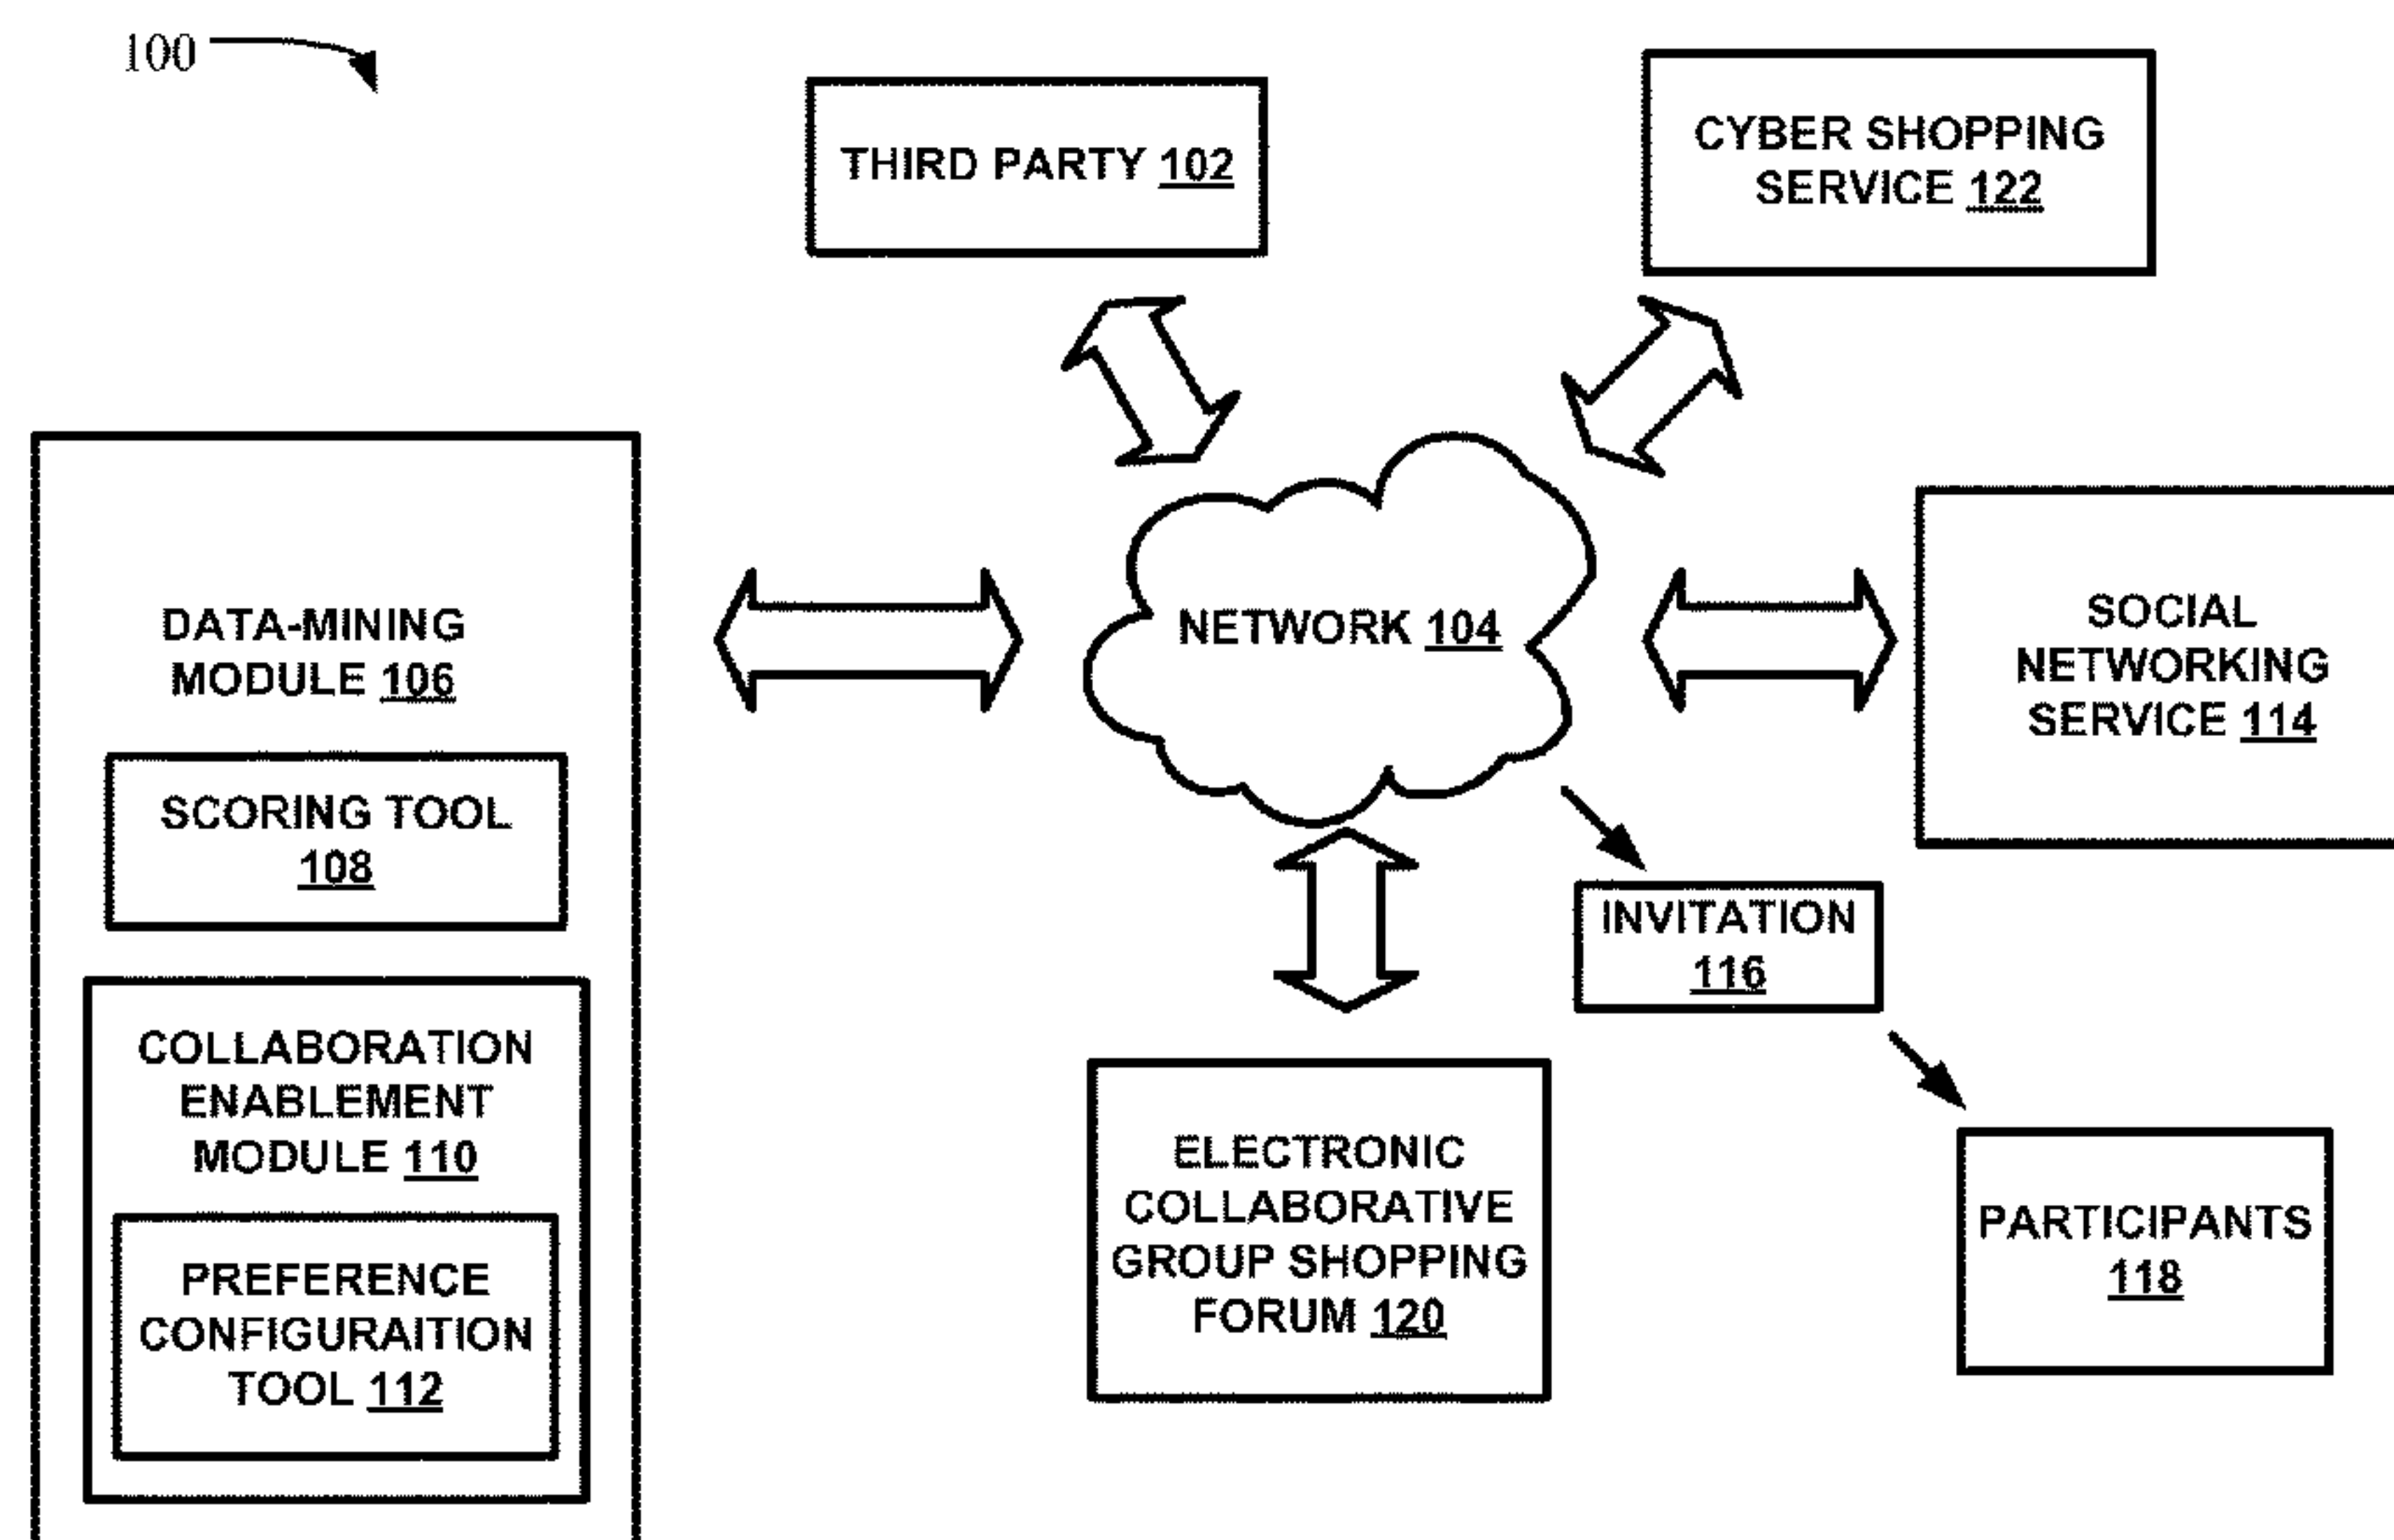 100
THIRD PARTY 102
CYBER SHOPPING
SERVICE 122
DATA-MINING
MODULE 106
SCORING TOOL
108
COLLABORATION
ENABLEMENT
MODULE 110
PREFERENCE
CONFIGURAITION
TOOL 112
NETWORK 104
SOCIAL
NETWORKING
SERVICE 114
INVITATION
116
ELECTRONIC
COLLABORATIVE
GROUP SHOPPING
FORUM 120
PARTICIPANTS
118